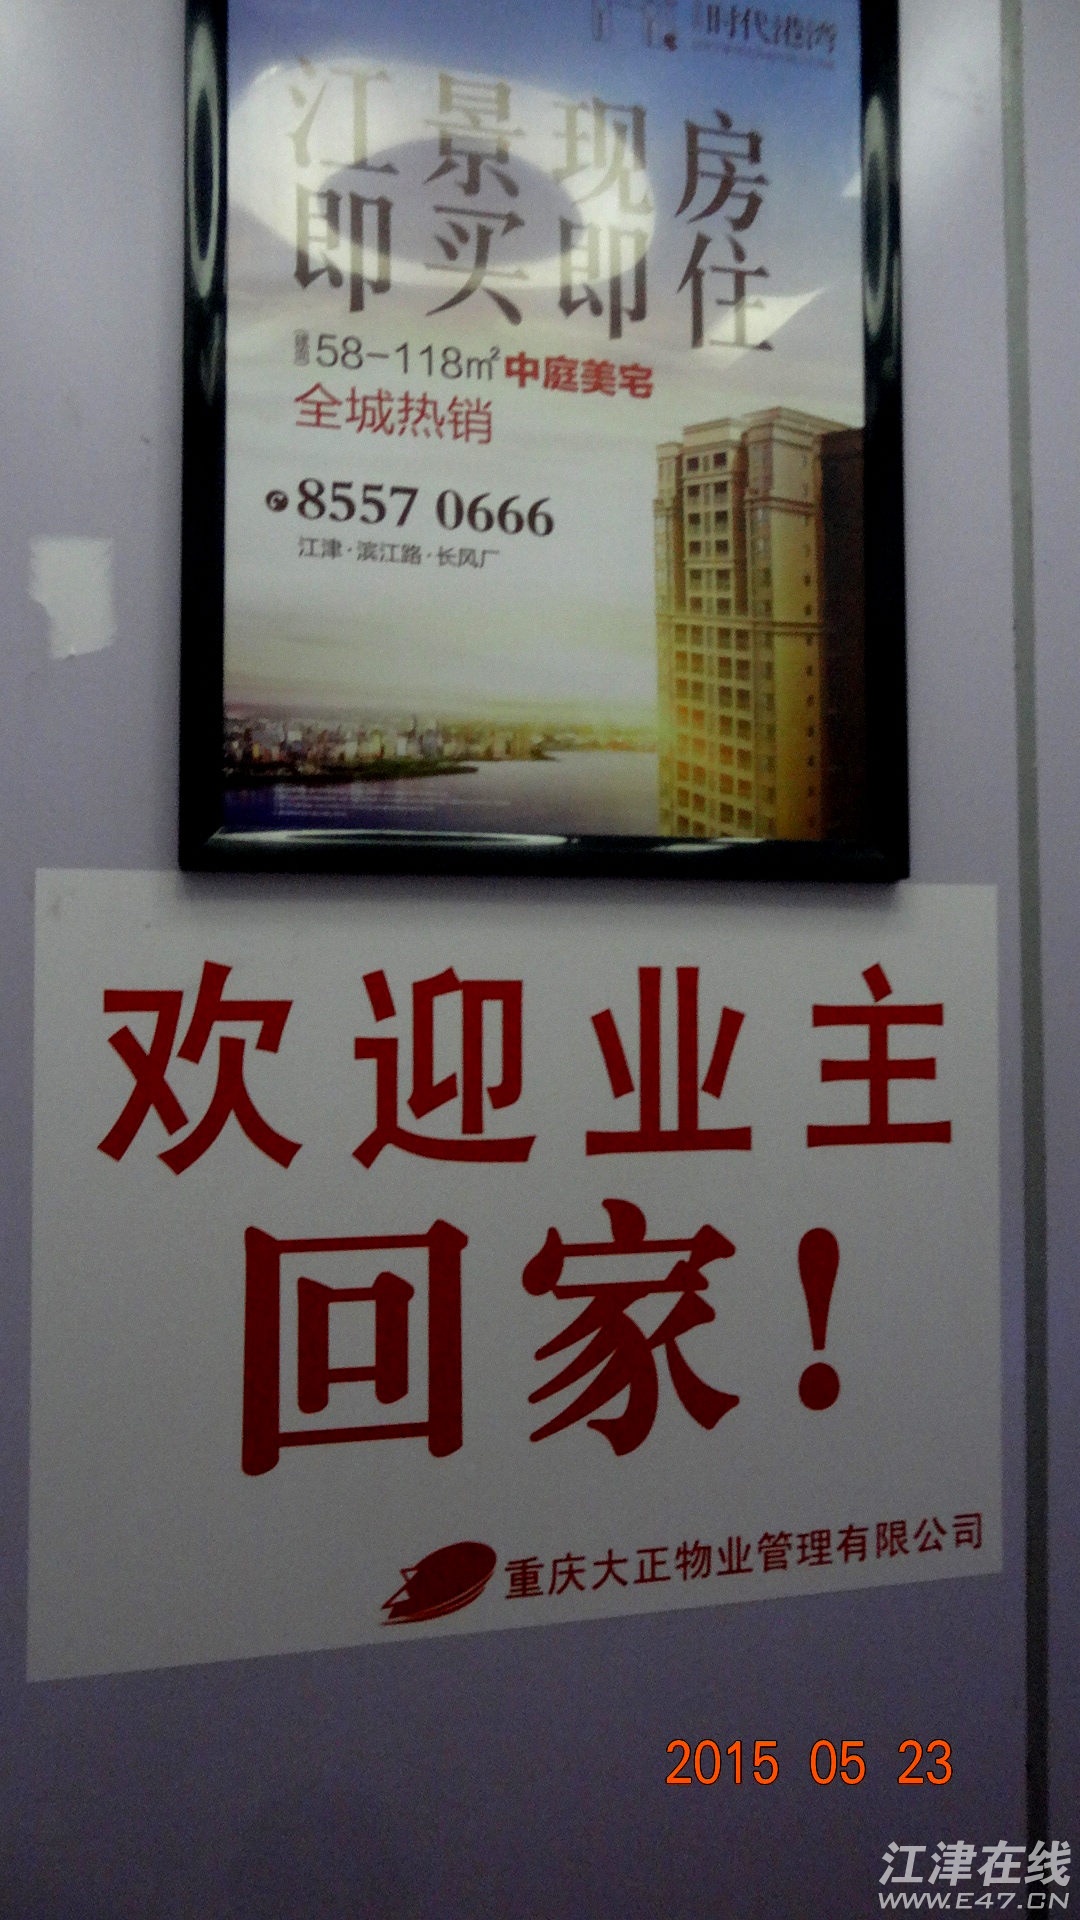 时代港湾
江景现房
即买即住
58-118m²中庭美宅
全城热销
8557 0666
江津·滨江路·长风厂
欢迎业主
回家!
重庆大正物业管理有限公司
2015 05 23
江津在线
WWW.E47.CN